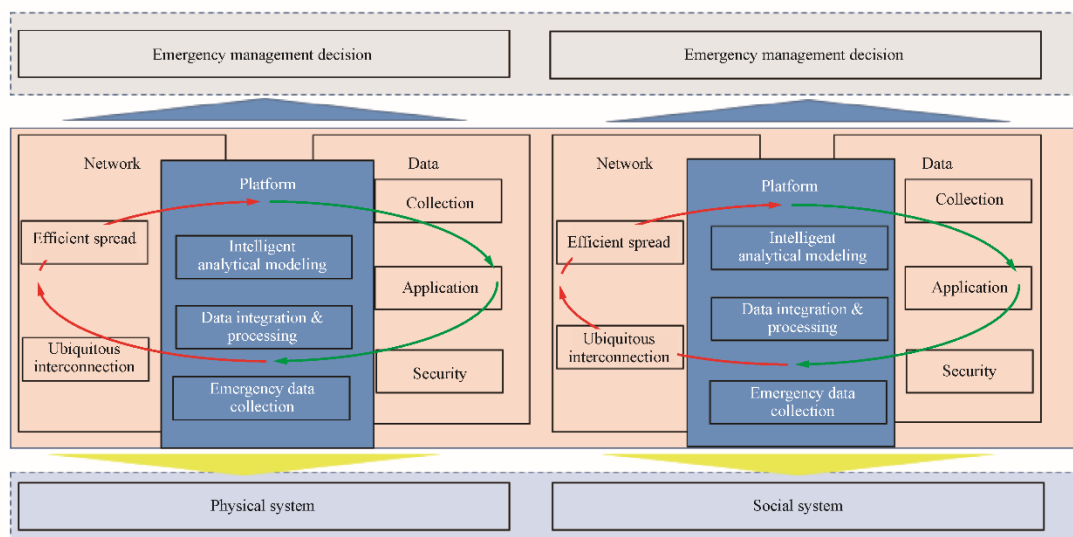 Emergency management decision
Emergency management decision
Network
Data
Platform
Collection
Efficient spread
Intelligent
analytical modeling
Application
Data integration &
processing
Ubiquitous
interconnection
Security
Emergency data
collection
Network
Data
Platform
Collection
Efficient spread
Intelligent
analytical modeling
Application
Data integration &
processing
Ubiquitous
interconnection
Security
Emergency data
collection
Physical system
Social system